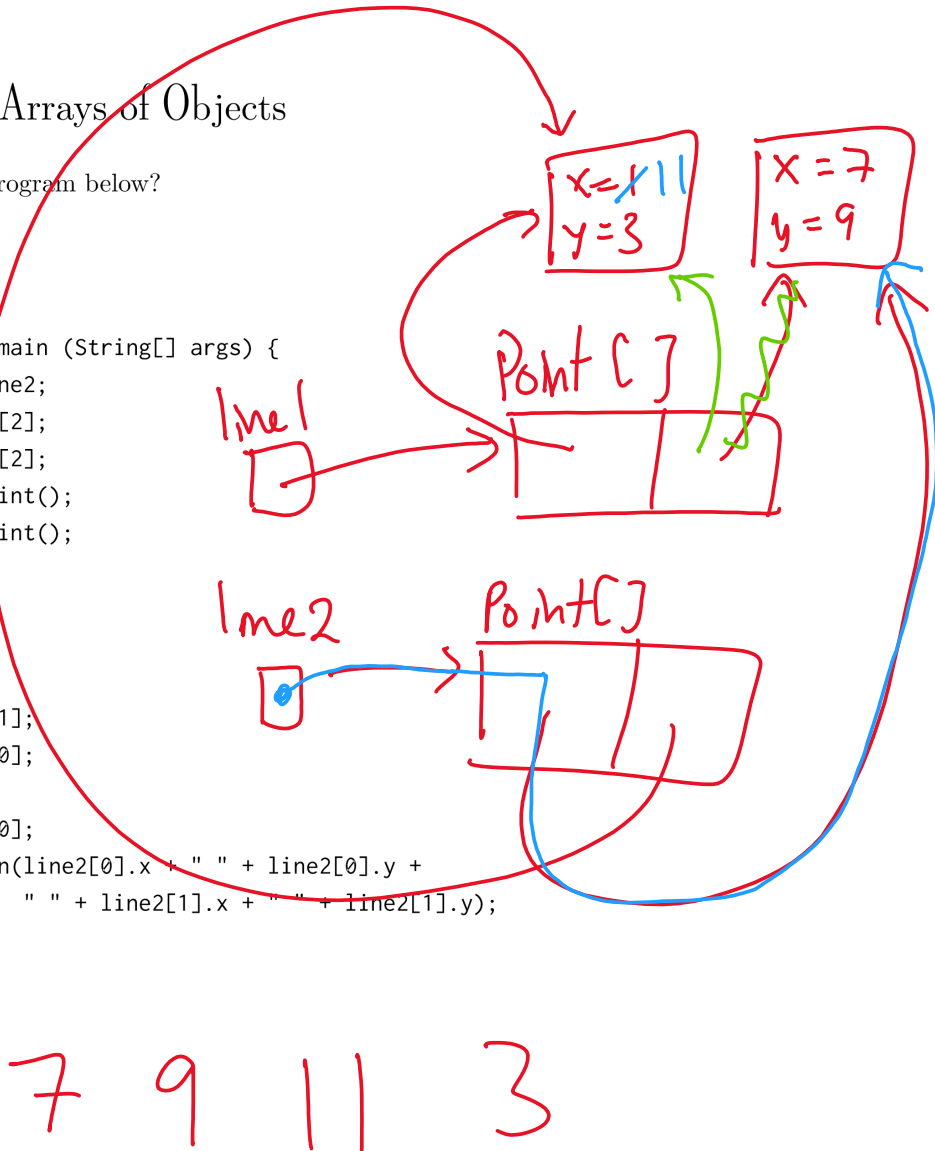 Arrays of Objects
rogram below?
x=1 11
y=3
x=7
y=9
main (String[] args) {
ne2;
[2];
[2];
int();
int();
Point[]
line1
line2
Point[]
1];
0];
0];
n(line2[0].x + " " + line2[0].y +
" " + line2[1].x + " " + line2[1].y);
7 9 11 3